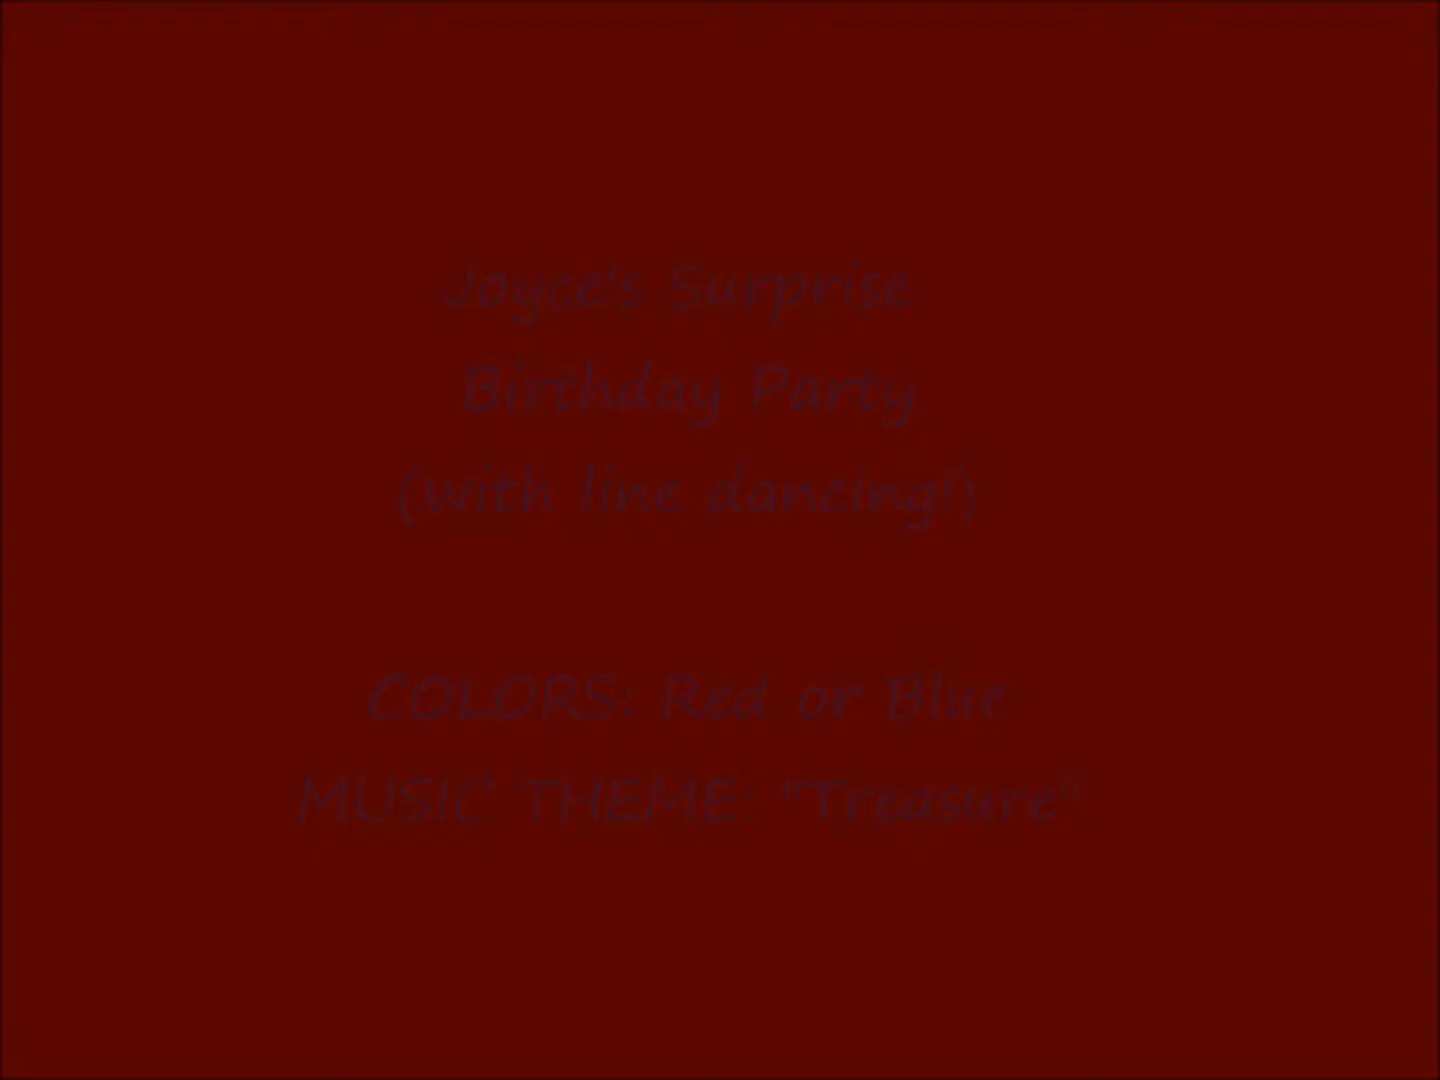 Joyce's Surprise
Birthday Party
(with line dancing!)
COLORS: Red or Blue
MUSIC THEME: "Treasure"